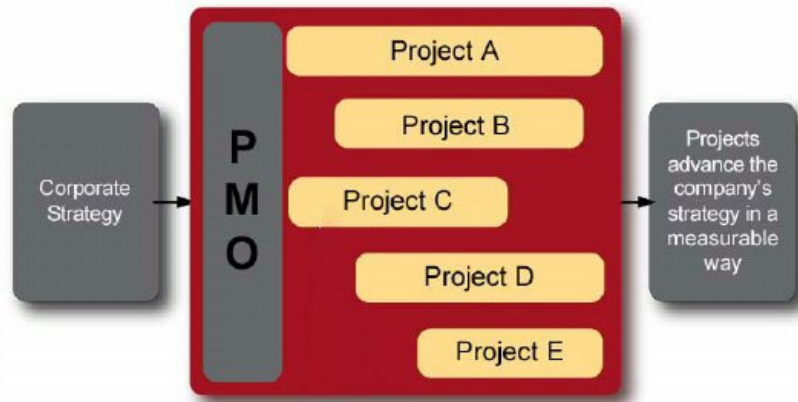 Corporate
Strategy
P
M
O
Project A
Project B
Project C
Project D
Project E
Projects
advance the
company's
strategy in a
measurable
way